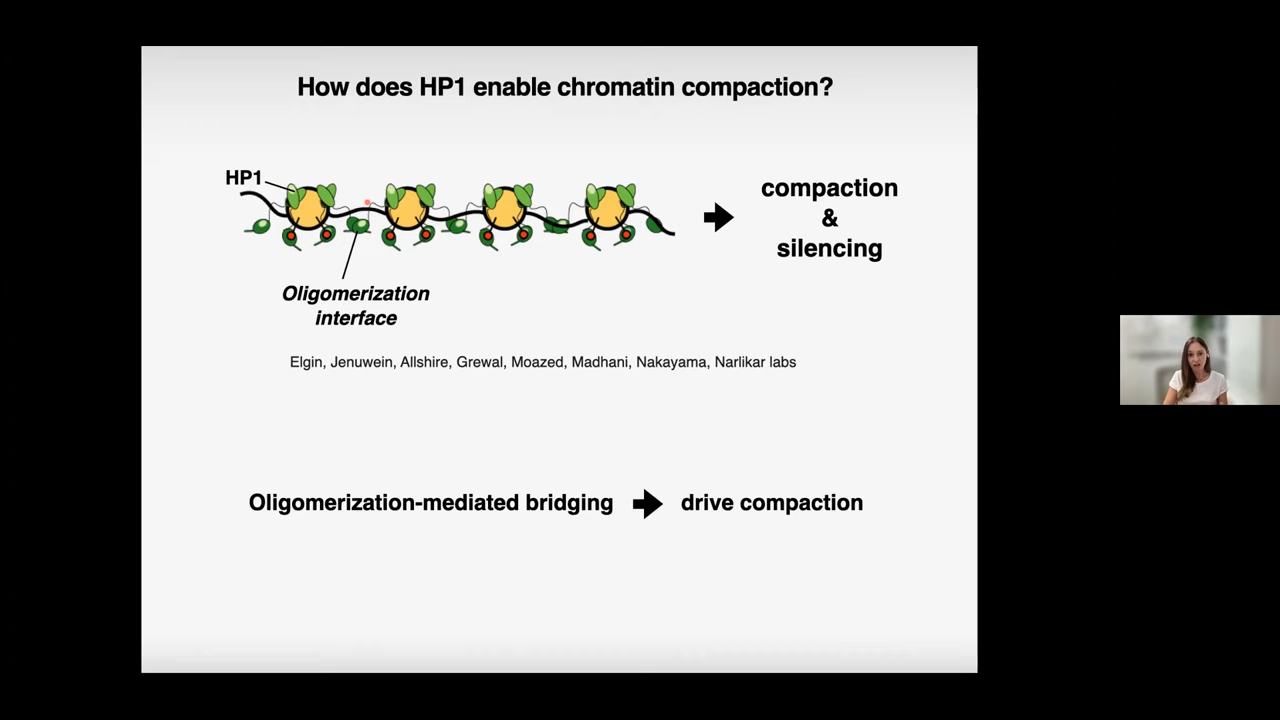 How does HP1 enable chromatin compaction?
HP1
compaction
&
silencing
Oligomerization
interface
Elgin, Jenuwein, Allshire, Grewal, Moazed, Madhani, Nakayama, Narlikar labs
Oligomerization-mediated bridging
drive compaction